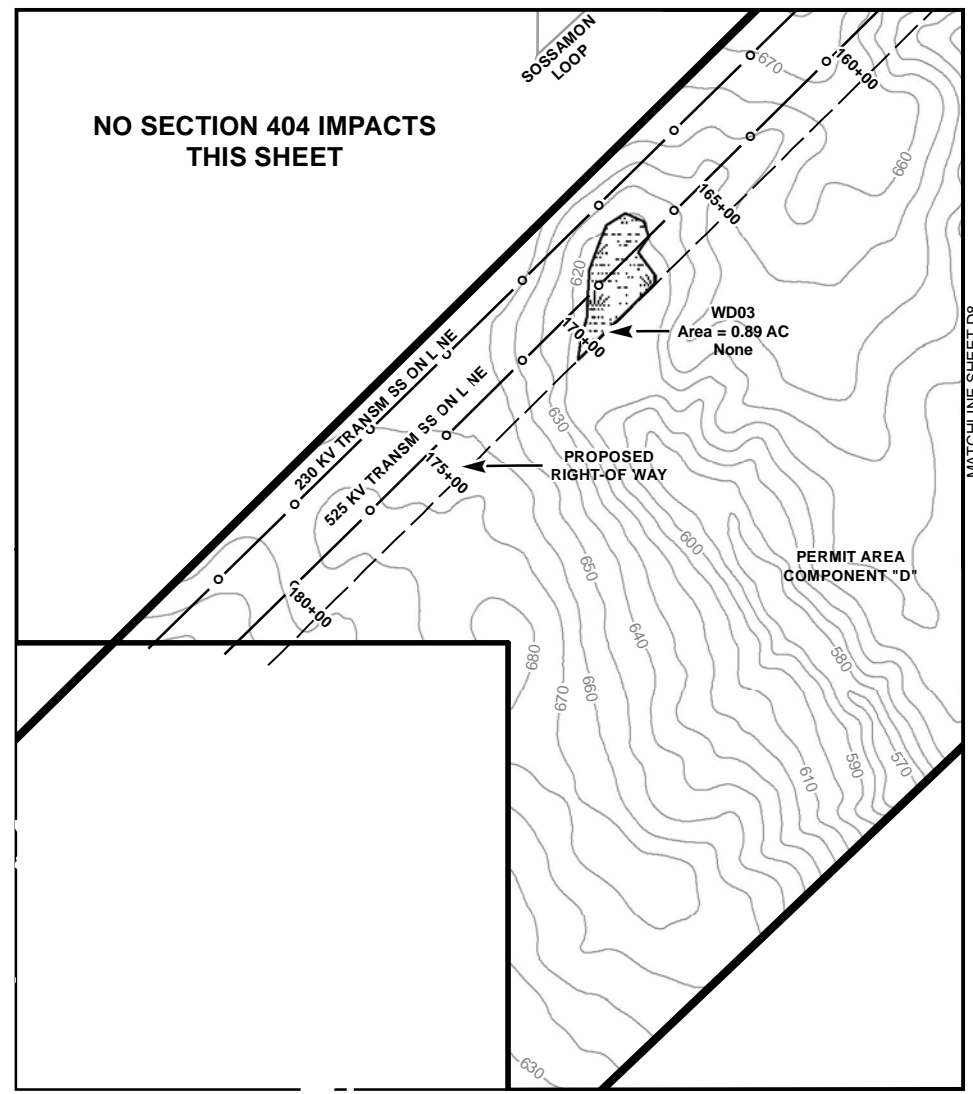 SOSSAMON
LOOP
NO SECTION 404 IMPACTS
THIS SHEET
670
160+00
660
165+00
620
WD03
Area = 0.89 AC
None
170+00
MATCHLINE SHEET D8
230 KV TRANSM SS ON L NE
525 KV TRANSM SS ON L NE
630
175+00
PROPOSED
RIGHT-OF WAY
600
650
PERMIT AREA
COMPONENT "D"
180+00
640
680
580
660
670
570
590
610
630